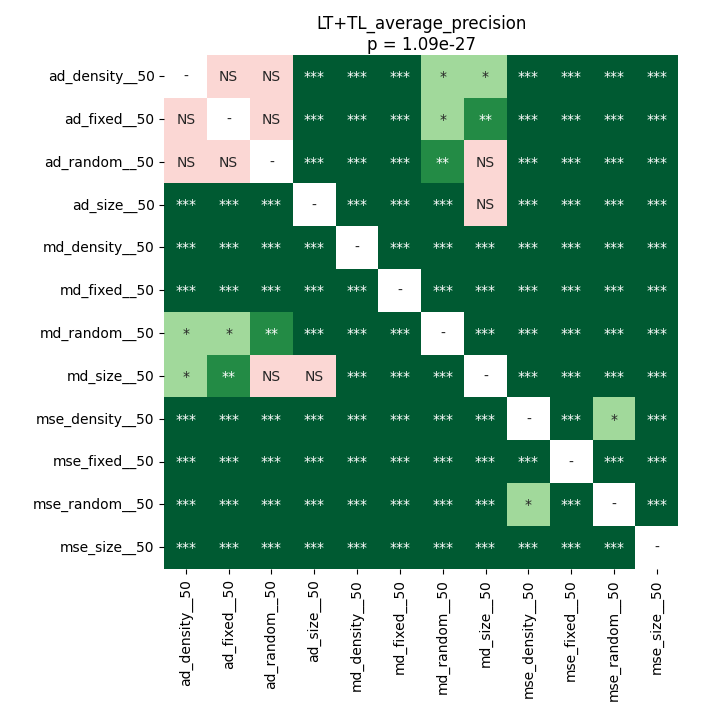 LT+TL_average_precision
p = 1.09e-27
ad_density__50 - NS NS *** *** *** * * *** *** *** ***
ad_fixed__50 NS - NS *** *** *** * ** *** *** *** ***
ad_random__50 NS NS - *** *** *** ** NS *** *** *** ***
ad_size__50 *** *** *** - *** *** *** NS *** *** *** ***
md_density__50 *** *** *** *** - *** *** *** *** *** *** ***
md_fixed__50 *** *** *** *** *** - *** *** *** *** *** ***
md_random__50 * * ** *** *** *** - *** *** *** *** ***
md_size__50 * ** NS NS *** *** *** - *** *** *** ***
mse_density__50 *** *** *** *** *** *** *** *** - *** * ***
mse_fixed__50 *** *** *** *** *** *** *** *** *** - *** ***
mse_random__50 *** *** *** *** *** *** *** *** * *** - ***
mse_size__50 *** *** *** *** *** *** *** *** *** *** *** -
ad_density__50
ad_fixed__50
ad_random__50
ad_size__50
md_density__50
md_fixed__50
md_random__50
md_size__50
mse_density__50
mse_fixed__50
mse_random__50
mse_size__50